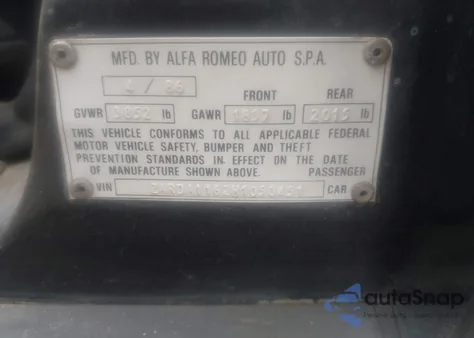 MFD. BY ALFA ROMEO AUTO S.P.A.
FRONT REAR
GVWR lb GAWR lb 2015 lb
THIS VEHICLE CONFORMS TO ALL APPLICABLE FEDERAL
MOTOR VEHICLE SAFETY, BUMPER AND THEFT
PREVENTION STANDARDS IN EFFECT ON THE DATE
OF MANUFACTURE SHOWN ABOVE. PASSENGER
VIN CAR
autoSnap